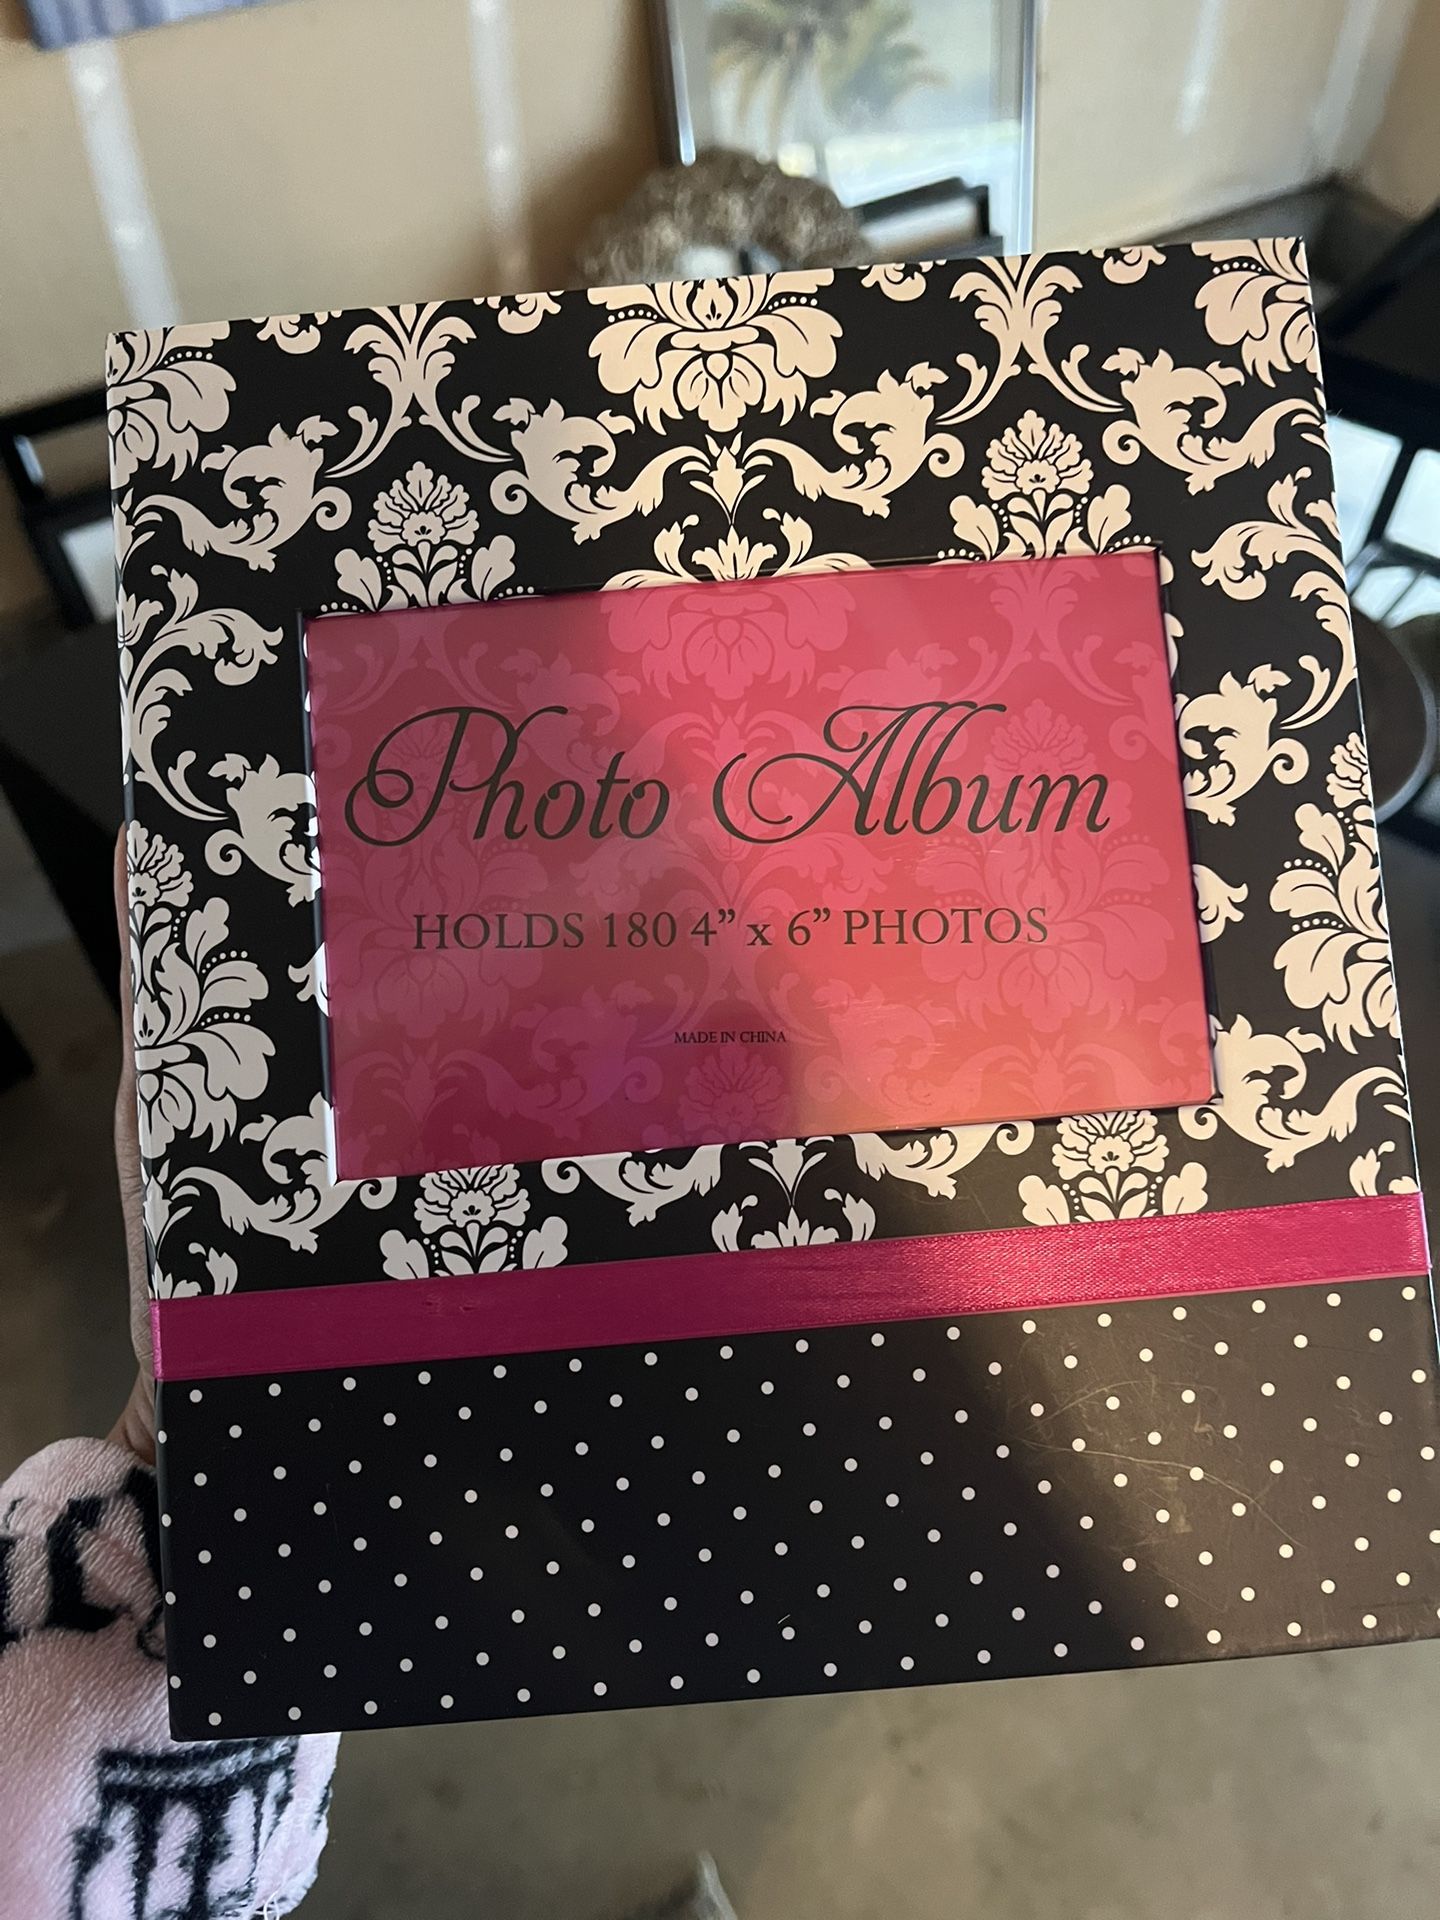 Photo Album
HOLDS 180 4” x 6” PHOTOS
MADE IN CHINA